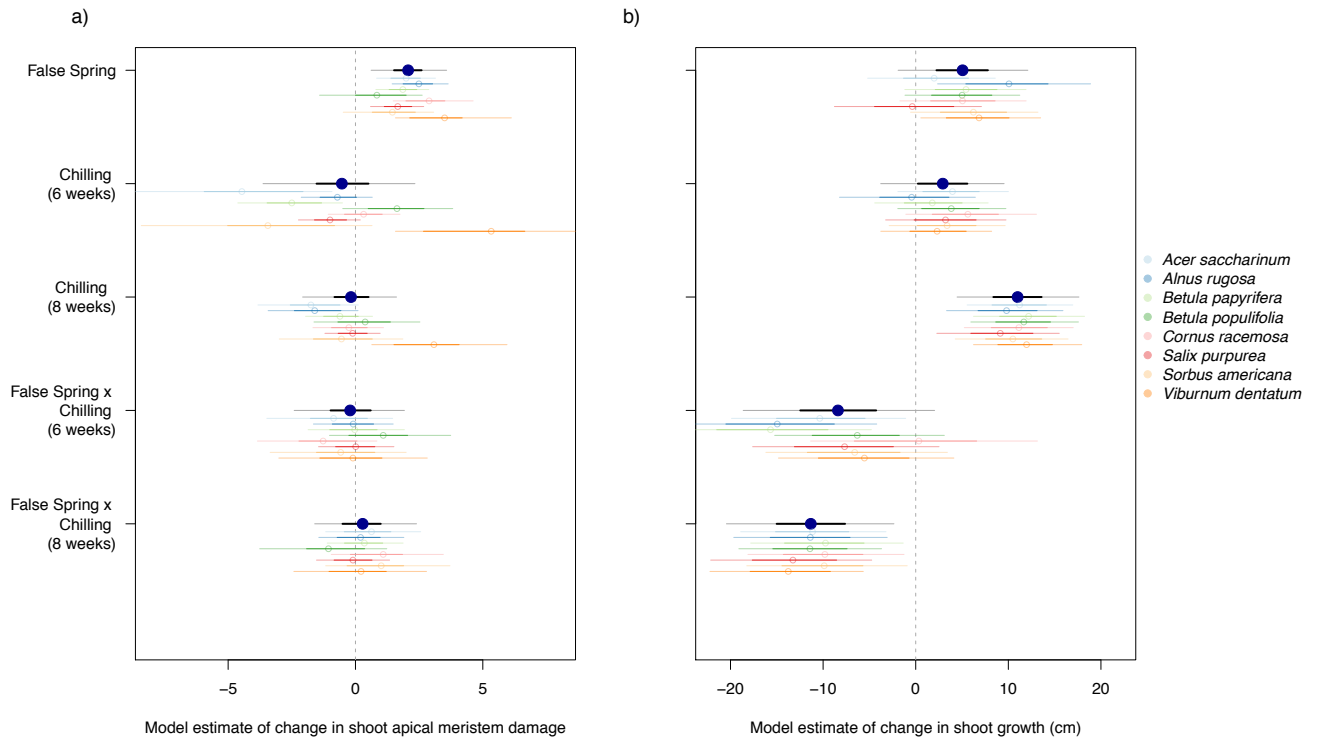 a)
b)
False Spring
Chilling
(6 weeks)
Chilling
(8 weeks)
False Spring x
Chilling
(6 weeks)
False Spring x
Chilling
(8 weeks)
−5
0
5
Model estimate of change in shoot apical meristem damage
−20
−10
0
10
20
Model estimate of change in shoot growth (cm)
Acer saccharinum
Alnus rugosa
Betula papyrifera
Betula populifolia
Cornus racemosa
Salix purpurea
Sorbus americana
Viburnum dentatum